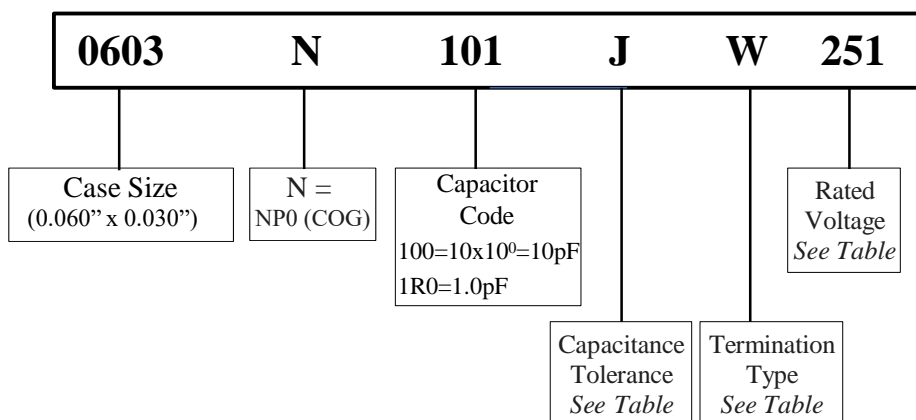 0603 N 101 J W 251
Case Size
(0.060” x 0.030”)
N =
NP0 (COG)
Capacitor
Code
100=10x10⁰=10pF
1R0=1.0pF
Rated
Voltage
See Table
Capacitance
Tolerance
See Table
Termination
Type
See Table